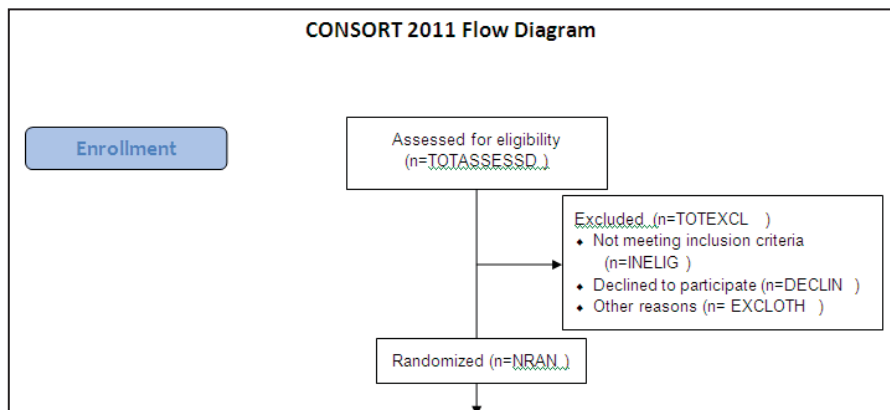 CONSORT 2011 Flow Diagram
Enrollment
Assessed for eligibility
(n=TOTASSESSD )
Excluded (n=TOTEXCL )
⬥ Not meeting inclusion criteria
(n=INELIG )
⬥ Declined to participate (n=DECLIN )
⬥ Other reasons (n= EXCLOTH )
Randomized (n=NRAN )